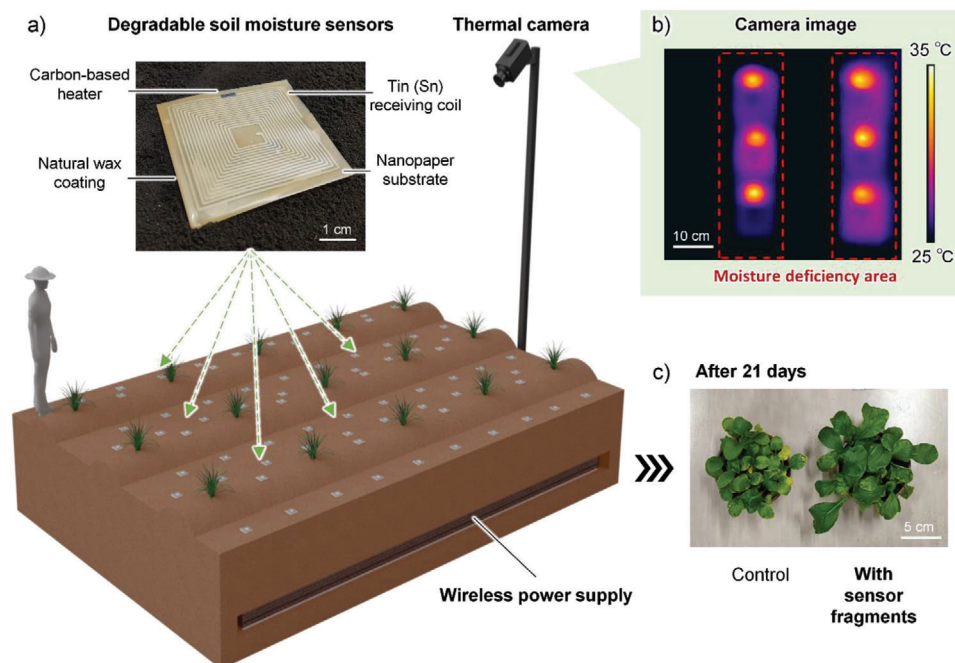 a)
Degradable soil moisture sensors
Carbon-based
heater
Tin (Sn)
receiving coil
Natural wax
coating
Nanopaper
substrate
1 cm
Thermal camera
Wireless power supply
b)
Camera image
35 ℃
25 ℃
10 cm
Moisture deficiency area
c)
After 21 days
5 cm
Control
With
sensor
fragments